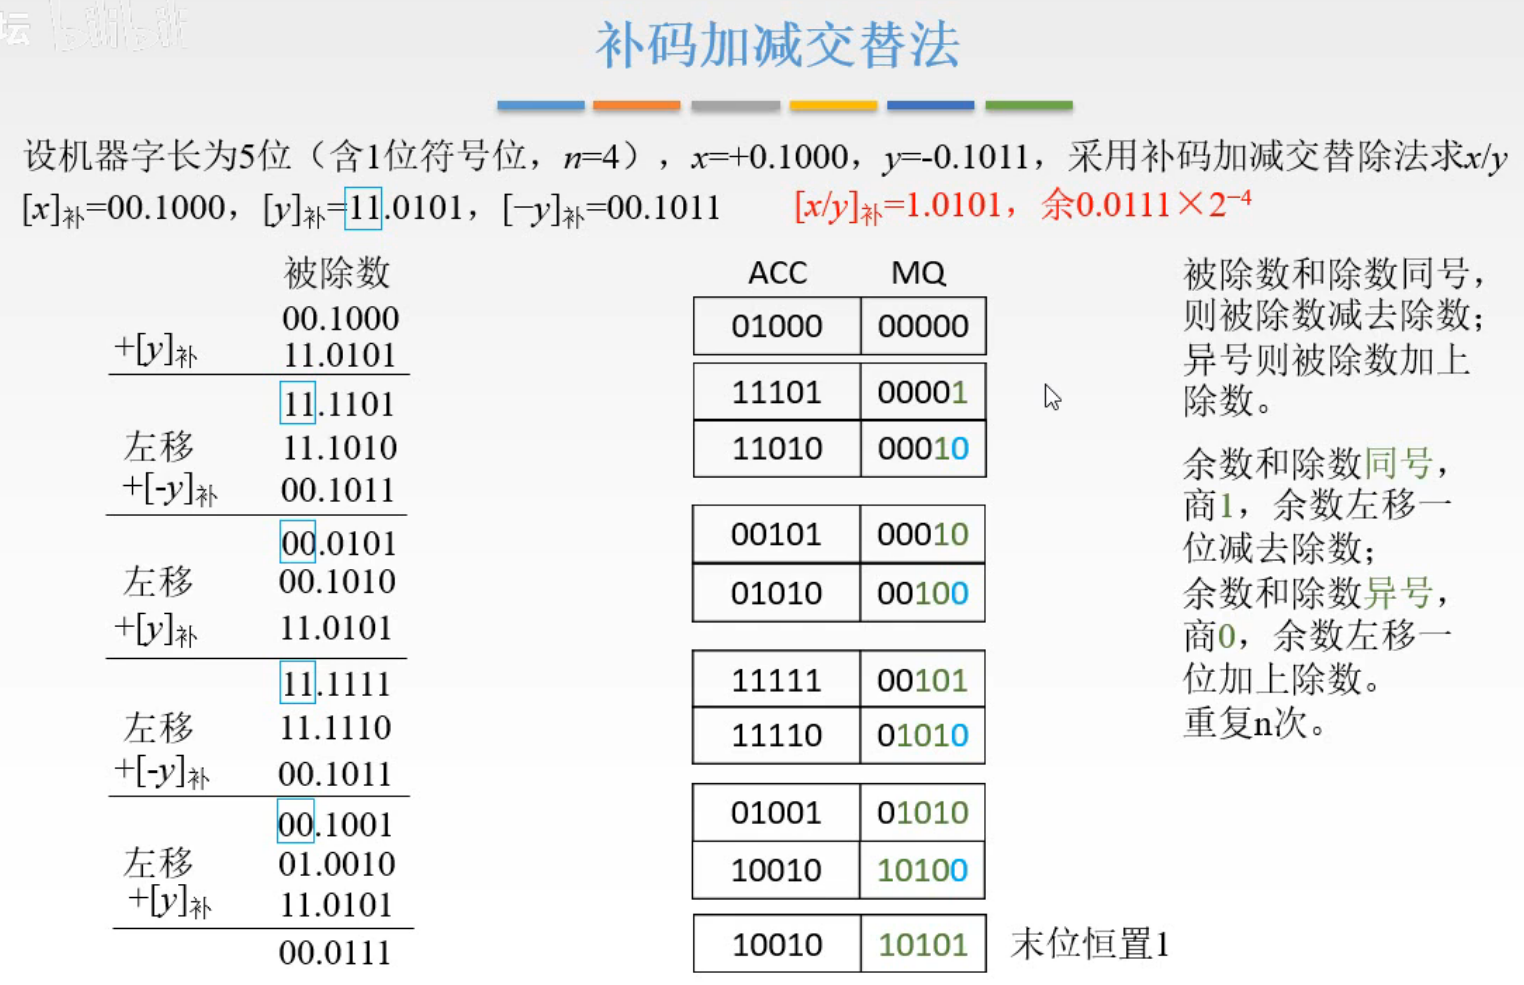 坛 bilibili
补码加减交替法
设机器字长为5位（含1位符号位，n=4），x=+0.1000，y=-0.1011，采用补码加减交替除法求x/y
[x]补=00.1000，[y]补=11.0101，[−y]补=00.1011 [x/y]补=1.0101，余0.0111×2⁻⁴
被除数
00.1000
+[y]补 11.0101
11.1101
左移 11.1010
+[-y]补 00.1011
00.0101
左移 00.1010
+[y]补 11.0101
11.1111
左移 11.1110
+[-y]补 00.1011
00.1001
左移 01.0010
+[y]补 11.0101
00.0111
ACC MQ
01000 00000
11101 00001
11010 00010
00101 00010
01010 00100
11111 00101
11110 01010
01001 01010
10010 10100
10010 10101 末位恒置1
被除数和除数同号，
则被除数减去除数；
异号则被除数加上
除数。
余数和除数同号，
商1，余数左移一
位减去除数；
余数和除数异号，
商0，余数左移一
位加上除数。
重复n次。